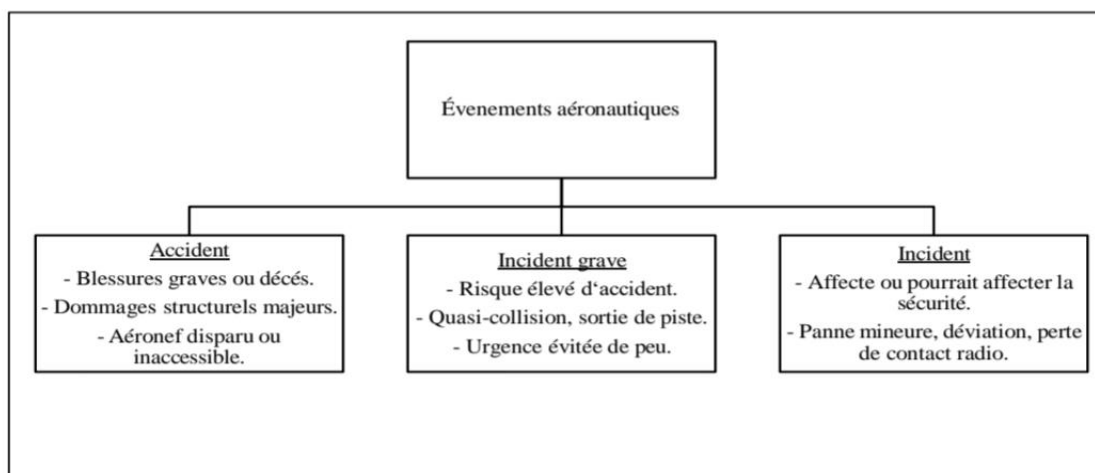 Évenements aéronautiques
Accident
- Blessures graves ou décés.
- Dommages structurels majeurs.
- Aéronef disparu ou
inaccessible.
Incident grave
- Risque élevé d‘accident.
- Quasi-collision, sortie de piste.
- Urgence évitée de peu.
Incident
- Affecte ou pourrait affecter la
sécurité.
- Panne mineure, déviation, perte
de contact radio.